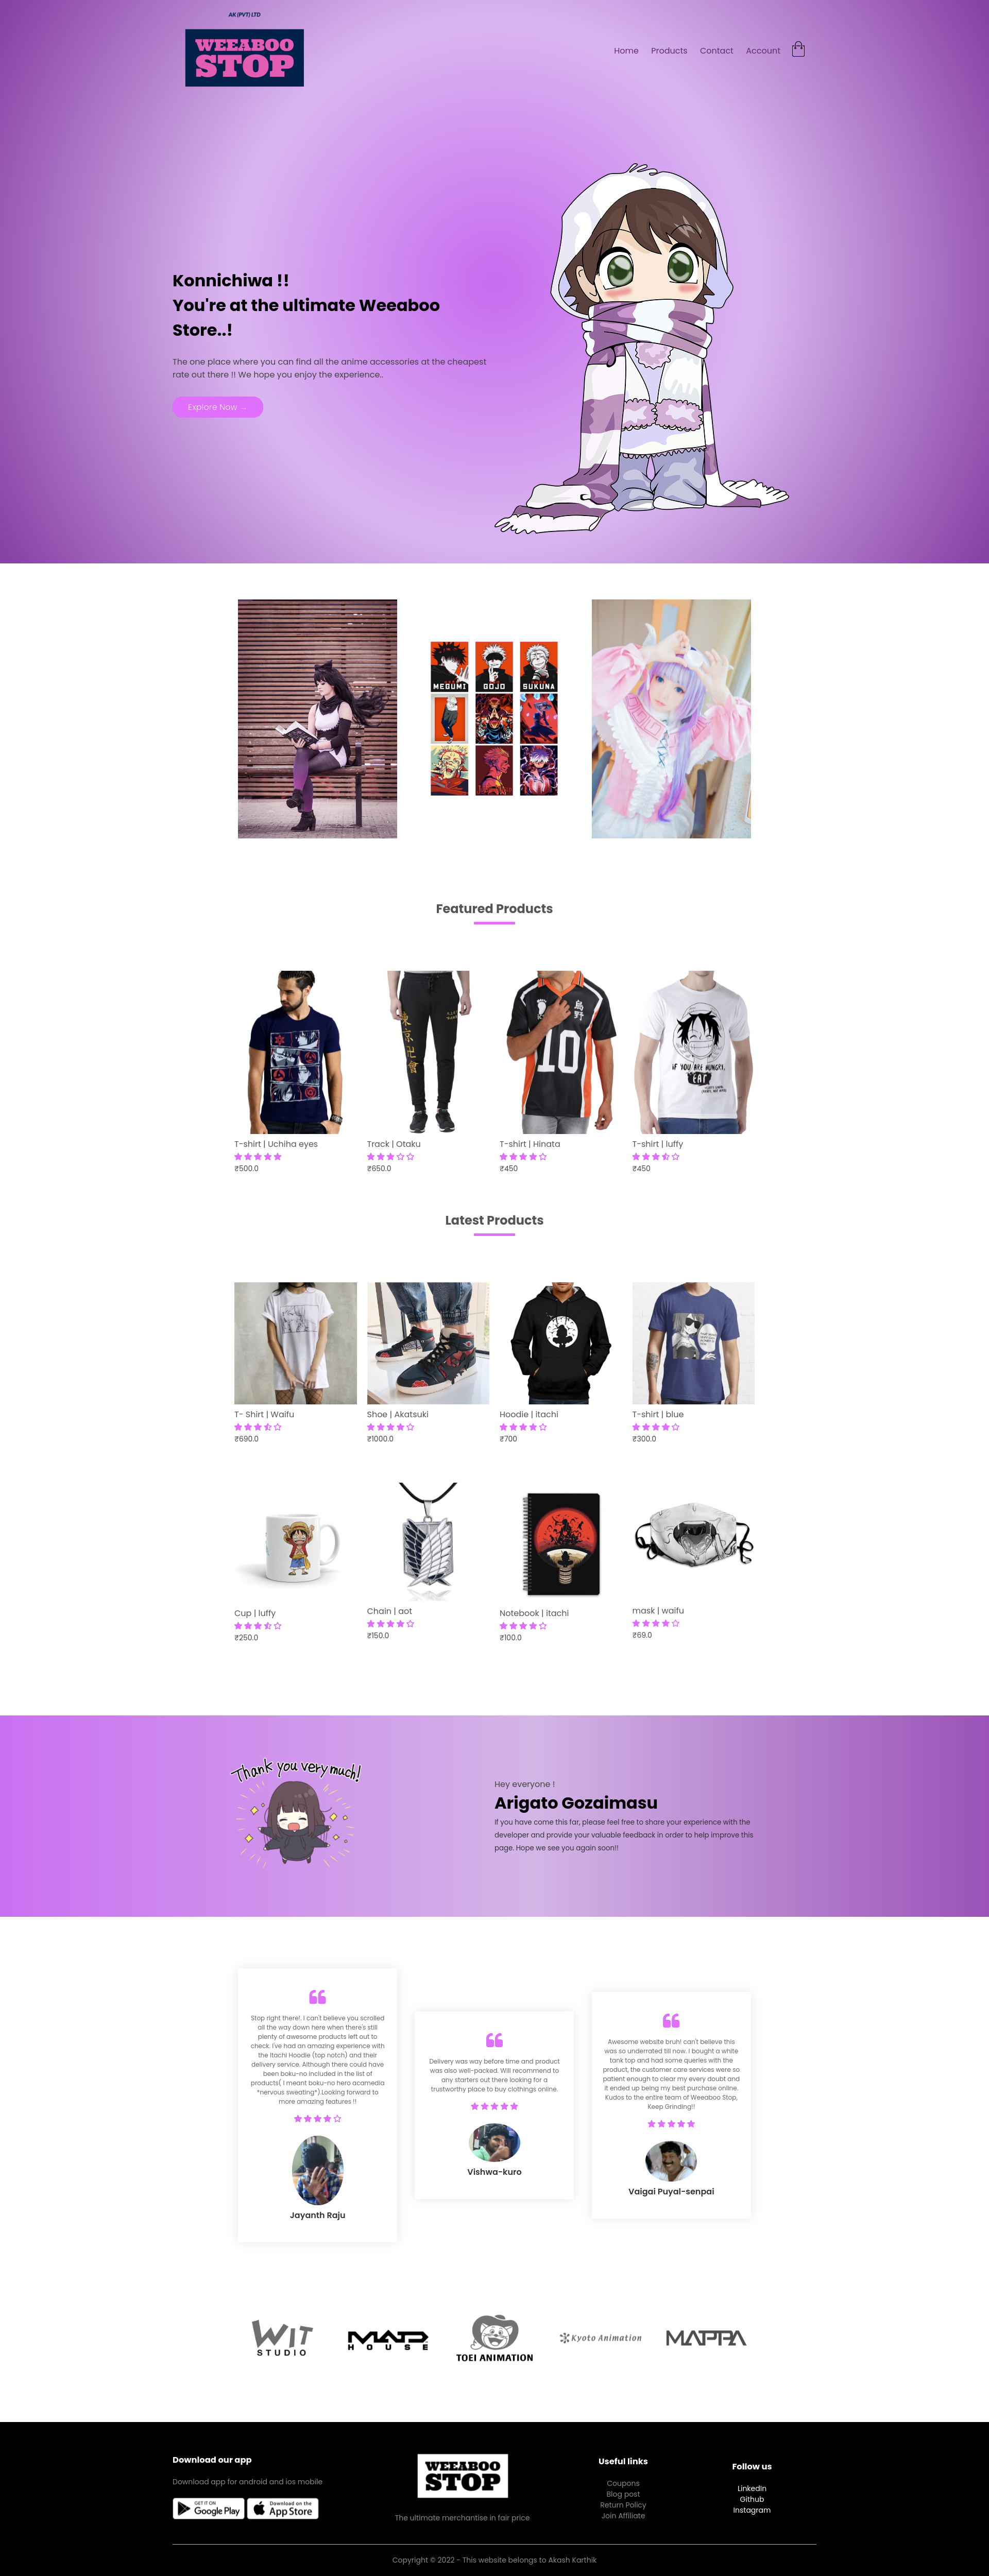 AK (PVT) LTD
WEEABOO
STOP
Home Products Contact Account
Konnichiwa !!
You're at the ultimate Weeaboo
Store..!
The one place where you can find all the anime accessories at the cheapest
rate out there !! We hope you enjoy the experience..
Explore Now →
MEGUMI GOJO SUKUNA
Featured Products
10
烏野
IF YOU ARE HUNGRY,
EAT
T-shirt | Uchiha eyes
₹500.0
Track | Otaku
₹650.0
T-shirt | Hinata
₹450
T-shirt | luffy
₹450
Latest Products
T- Shirt | Waifu
₹690.0
Shoe | Akatsuki
₹1000.0
Hoodie | itachi
₹700
T-shirt | blue
₹300.0
Cup | luffy
₹250.0
Chain | aot
₹150.0
Notebook | itachi
₹100.0
mask | waifu
₹69.0
Thank you very much!
Hey everyone !
Arigato Gozaimasu
If you have come this far, please feel free to share your experience with the
developer and provide your valuable feedback in order to help improve this
page. Hope we see you again soon!!
Stop right there!. I can't believe you scrolled
all the way down here when there's still
plenty of awesome products left out to
check. I've had an amazing experience with
the Itachi Hoodie (top notch) and their
delivery service. Although there could have
been boku-no included in the list of
products( I meant boku-no hero acamedia
*nervous sweating*).Looking forward to
more amazing features !!
Jayanth Raju
Delivery was way before time and product
was also well-packed. Will recommend to
any starters out there looking for a
trustworthy place to buy clothings online.
Vishwa-kuro
Awesome website bruh! can't believe this
was so underrated till now. I bought a white
tank top and had some queries with the
product, the customer care services were so
patient enough to clear my every doubt and
it ended up being my best purchase online.
Kudos to the entire team of Weeaboo Stop,
Keep Grinding!!
Vaigai Puyal-senpai
WIT
STUDIO
MAD
HOUSE
TOEI ANIMATION
Kyoto Animation
MAPPA
Download our app
Download app for android and ios mobile
GET IT ON
Google Play
Download on the
App Store
WEEABOO
STOP
The ultimate merchantise in fair price
Useful links
Coupons
Blog post
Return Policy
Join Affiliate
Follow us
LinkedIn
Github
Instagram
Copyright © 2022 - This website belongs to Akash Karthik